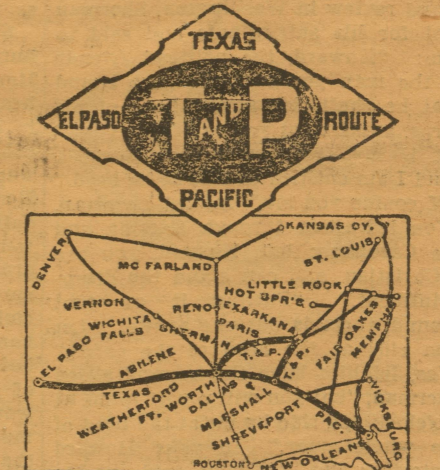 TEXAS
EL PASO
T AND P
ROUTE
PACIFIC
KANSAS CY.
DENVER
ST. LOUIS
MC FARLAND
LITTLE ROCK
HOT SPR'S
VERNON
RENO
TEXARKANA
WICHITA FALLS
SHERMAN
PARIS
FAIR OAKES
MEMPHIS
T. & P.
T. & P.
EL PASO
ABILENE
TEXAS
WEATHERFORD
FT. WORTH
DALLAS
MARSHALL
SHREVEPORT
PAC.
VICKSBURG
HOUSTON
NEW ORLEANS